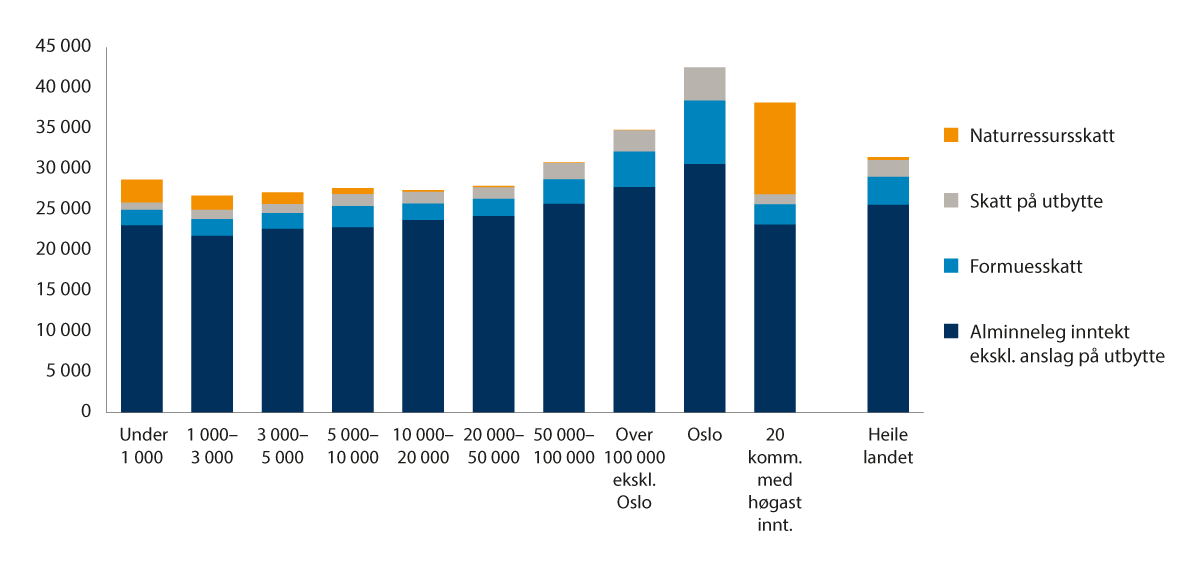 45 000
40 000
35 000
30 000
25 000
20 000
15 000
10 000
5 000
0
Under
1 000
1 000–
3 000
3 000–
5 000
5 000–
10 000
10 000–
20 000
20 000–
50 000
50 000–
100 000
Over
100 000
ekskl.
Oslo
Oslo
20
komm.
med
høgast
innt.
Heile
landet
Naturressursskatt
Skatt på utbytte
Formuesskatt
Alminneleg inntekt
ekskl. anslag på utbytte